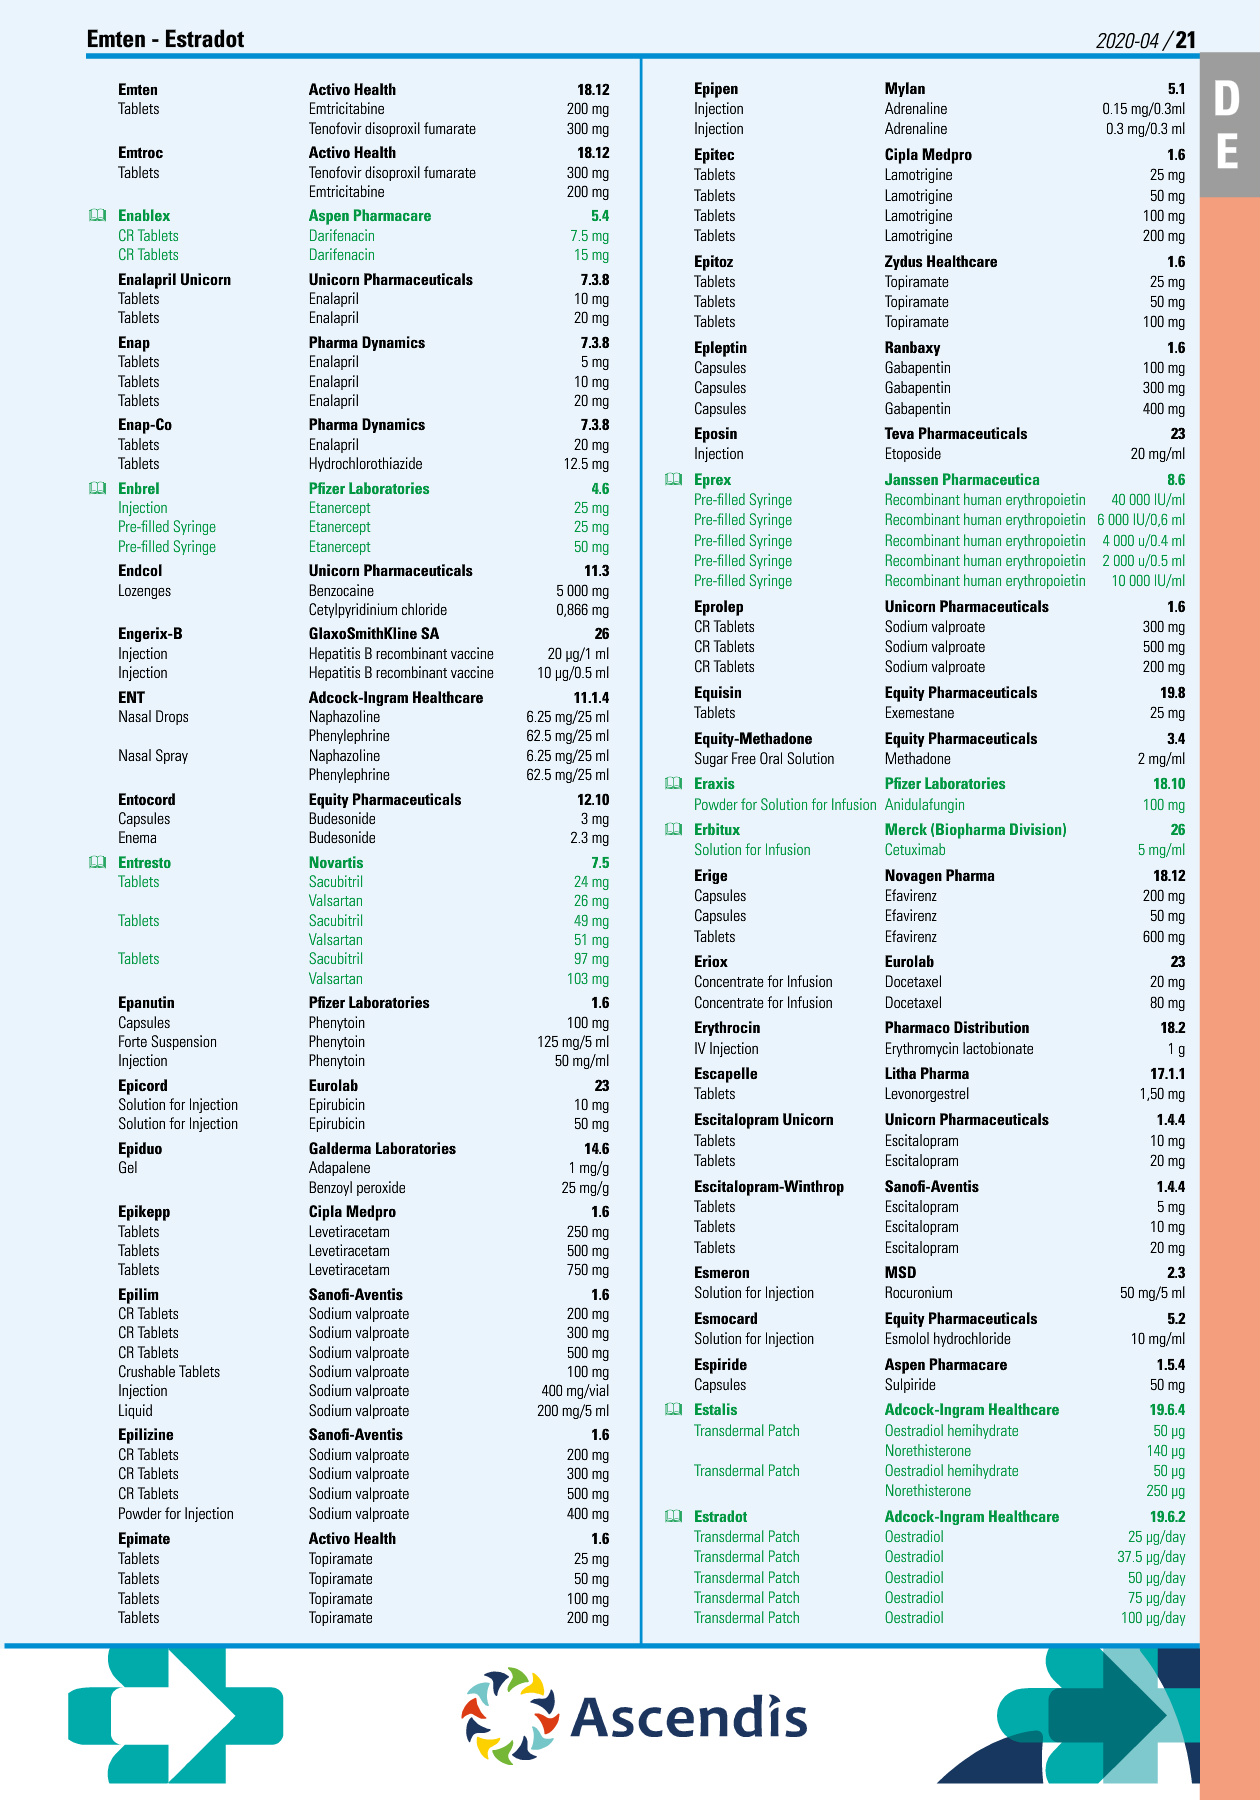 Emten - Estradot
2020-04 / 21
D
E
Emten Activo Health 18.12
Tablets Emtricitabine 200 mg
Tenofovir disoproxil fumarate 300 mg
Emtroc Activo Health 18.12
Tablets Tenofovir disoproxil fumarate 300 mg
Emtricitabine 200 mg
Enablex Aspen Pharmacare 5.4
CR Tablets Darifenacin 7.5 mg
CR Tablets Darifenacin 15 mg
Enalapril Unicorn Unicorn Pharmaceuticals 7.3.8
Tablets Enalapril 10 mg
Tablets Enalapril 20 mg
Enap Pharma Dynamics 7.3.8
Tablets Enalapril 5 mg
Tablets Enalapril 10 mg
Tablets Enalapril 20 mg
Enap-Co Pharma Dynamics 7.3.8
Tablets Enalapril 20 mg
Tablets Hydrochlorothiazide 12.5 mg
Enbrel Pfizer Laboratories 4.6
Injection Etanercept 25 mg
Pre-filled Syringe Etanercept 25 mg
Pre-filled Syringe Etanercept 50 mg
Endcol Unicorn Pharmaceuticals 11.3
Lozenges Benzocaine 5 000 mg
Cetylpyridinium chloride 0,866 mg
Engerix-B GlaxoSmithKline SA 26
Injection Hepatitis B recombinant vaccine 20 µg/1 ml
Injection Hepatitis B recombinant vaccine 10 µg/0.5 ml
ENT Adcock-Ingram Healthcare 11.1.4
Nasal Drops Naphazoline 6.25 mg/25 ml
Phenylephrine 62.5 mg/25 ml
Nasal Spray Naphazoline 6.25 mg/25 ml
Phenylephrine 62.5 mg/25 ml
Entocord Equity Pharmaceuticals 12.10
Capsules Budesonide 3 mg
Enema Budesonide 2.3 mg
Entresto Novartis 7.5
Tablets Sacubitril 24 mg
Valsartan 26 mg
Tablets Sacubitril 49 mg
Valsartan 51 mg
Tablets Sacubitril 97 mg
Valsartan 103 mg
Epanutin Pfizer Laboratories 1.6
Capsules Phenytoin 100 mg
Forte Suspension Phenytoin 125 mg/5 ml
Injection Phenytoin 50 mg/ml
Epicord Eurolab 23
Solution for Injection Epirubicin 10 mg
Solution for Injection Epirubicin 50 mg
Epiduo Galderma Laboratories 14.6
Gel Adapalene 1 mg/g
Benzoyl peroxide 25 mg/g
Epikepp Cipla Medpro 1.6
Tablets Levetiracetam 250 mg
Tablets Levetiracetam 500 mg
Tablets Levetiracetam 750 mg
Epilim Sanofi-Aventis 1.6
CR Tablets Sodium valproate 200 mg
CR Tablets Sodium valproate 300 mg
CR Tablets Sodium valproate 500 mg
Crushable Tablets Sodium valproate 100 mg
Injection Sodium valproate 400 mg/vial
Liquid Sodium valproate 200 mg/5 ml
Epilizine Sanofi-Aventis 1.6
CR Tablets Sodium valproate 200 mg
CR Tablets Sodium valproate 300 mg
CR Tablets Sodium valproate 500 mg
Powder for Injection Sodium valproate 400 mg
Epimate Activo Health 1.6
Tablets Topiramate 25 mg
Tablets Topiramate 50 mg
Tablets Topiramate 100 mg
Tablets Topiramate 200 mg
Epipen Mylan 5.1
Injection Adrenaline 0.15 mg/0.3ml
Injection Adrenaline 0.3 mg/0.3 ml
Epitec Cipla Medpro 1.6
Tablets Lamotrigine 25 mg
Tablets Lamotrigine 50 mg
Tablets Lamotrigine 100 mg
Tablets Lamotrigine 200 mg
Epitoz Zydus Healthcare 1.6
Tablets Topiramate 25 mg
Tablets Topiramate 50 mg
Tablets Topiramate 100 mg
Epleptin Ranbaxy 1.6
Capsules Gabapentin 100 mg
Capsules Gabapentin 300 mg
Capsules Gabapentin 400 mg
Eposin Teva Pharmaceuticals 23
Injection Etoposide 20 mg/ml
Eprex Janssen Pharmaceutica 8.6
Pre-filled Syringe Recombinant human erythropoietin 40 000 IU/ml
Pre-filled Syringe Recombinant human erythropoietin 6 000 IU/0,6 ml
Pre-filled Syringe Recombinant human erythropoietin 4 000 u/0.4 ml
Pre-filled Syringe Recombinant human erythropoietin 2 000 u/0.5 ml
Pre-filled Syringe Recombinant human erythropoietin 10 000 IU/ml
Eprolep Unicorn Pharmaceuticals 1.6
CR Tablets Sodium valproate 300 mg
CR Tablets Sodium valproate 500 mg
CR Tablets Sodium valproate 200 mg
Equisin Equity Pharmaceuticals 19.8
Tablets Exemestane 25 mg
Equity-Methadone Equity Pharmaceuticals 3.4
Sugar Free Oral Solution Methadone 2 mg/ml
Eraxis Pfizer Laboratories 18.10
Powder for Solution for Infusion Anidulafungin 100 mg
Erbitux Merck (Biopharma Division) 26
Solution for Infusion Cetuximab 5 mg/ml
Erige Novagen Pharma 18.12
Capsules Efavirenz 200 mg
Capsules Efavirenz 50 mg
Tablets Efavirenz 600 mg
Eriox Eurolab 23
Concentrate for Infusion Docetaxel 20 mg
Concentrate for Infusion Docetaxel 80 mg
Erythrocin Pharmaco Distribution 18.2
IV Injection Erythromycin lactobionate 1 g
Escapelle Litha Pharma 17.1.1
Tablets Levonorgestrel 1,50 mg
Escitalopram Unicorn Unicorn Pharmaceuticals 1.4.4
Tablets Escitalopram 10 mg
Tablets Escitalopram 20 mg
Escitalopram-Winthrop Sanofi-Aventis 1.4.4
Tablets Escitalopram 5 mg
Tablets Escitalopram 10 mg
Tablets Escitalopram 20 mg
Esmeron MSD 2.3
Solution for Injection Rocuronium 50 mg/5 ml
Esmocard Equity Pharmaceuticals 5.2
Solution for Injection Esmolol hydrochloride 10 mg/ml
Espiride Aspen Pharmacare 1.5.4
Capsules Sulpiride 50 mg
Estalis Adcock-Ingram Healthcare 19.6.4
Transdermal Patch Oestradiol hemihydrate 50 µg
Norethisterone 140 µg
Transdermal Patch Oestradiol hemihydrate 50 µg
Norethisterone 250 µg
Estradot Adcock-Ingram Healthcare 19.6.2
Transdermal Patch Oestradiol 25 µg/day
Transdermal Patch Oestradiol 37.5 µg/day
Transdermal Patch Oestradiol 50 µg/day
Transdermal Patch Oestradiol 75 µg/day
Transdermal Patch Oestradiol 100 µg/day
Ascendis